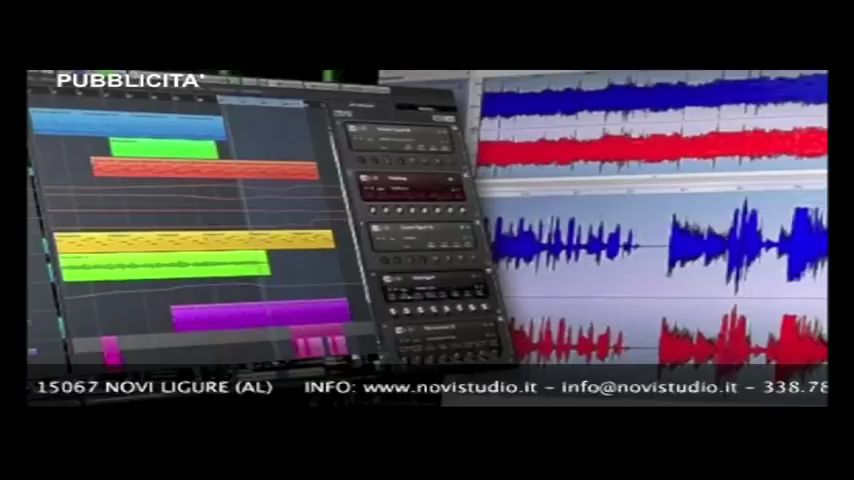 PUBBLICITA'
15067 NOVI LIGURE (AL) INFO: www.novistudio.it - info@novistudio.it - 338.78